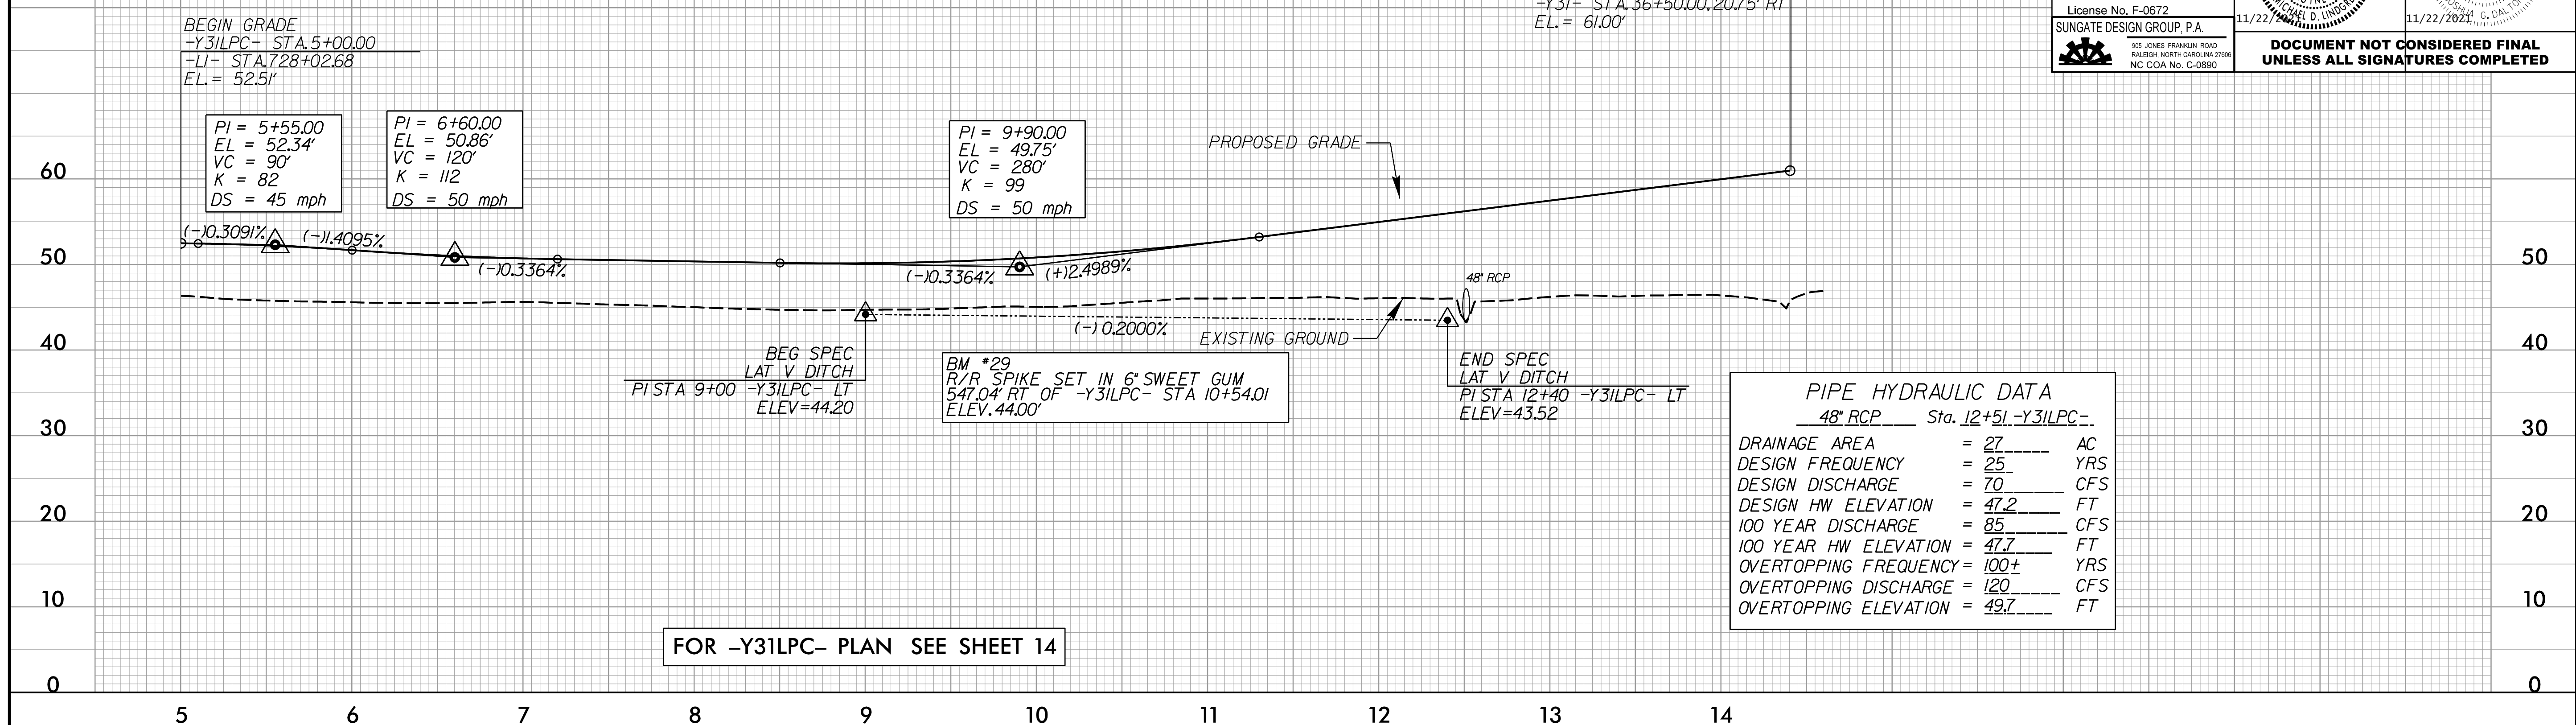 BEGIN GRADE
-Y31LPC- STA.5+00.00
-L1- STA.728+02.68
EL.= 52.51'
-Y31- STA.36+50.00,20.75' RT
EL.= 61.00'
License No. F-0672
SUNGATE DESIGN GROUP, P.A.
905 JONES FRANKLIN ROAD
RALEIGH, NORTH CAROLINA 27606
NC COA No. C-0890
11/22/2021
MICHAEL D. LINDGR
11/22/2021
G. DALTO
DOCUMENT NOT CONSIDERED FINAL
UNLESS ALL SIGNATURES COMPLETED
PI = 5+55.00
EL = 52.34'
VC = 90'
K = 82
DS = 45 mph
PI = 6+60.00
EL = 50.86'
VC = 120'
K = 112
DS = 50 mph
PI = 9+90.00
EL = 49.75'
VC = 280'
K = 99
DS = 50 mph
PROPOSED GRADE
(-)0.3091%
(-)1.4095%
(-)0.3364%
(-)0.3364%
(+)2.4989%
48" RCP
(-)0.2000%
EXISTING GROUND
BEG SPEC
LAT V DITCH
PI STA 9+00 -Y31LPC- LT
ELEV=44.20
BM #29
R/R SPIKE SET IN 6" SWEET GUM
547.04' RT OF -Y31LPC- STA 10+54.01
ELEV.44.00'
END SPEC
LAT V DITCH
PI STA 12+40 -Y31LPC- LT
ELEV=43.52
PIPE HYDRAULIC DATA
48" RCP Sta. 12+51 -Y31LPC-
DRAINAGE AREA = 27 AC
DESIGN FREQUENCY = 25 YRS
DESIGN DISCHARGE = 70 CFS
DESIGN HW ELEVATION = 47.2 FT
100 YEAR DISCHARGE = 85 CFS
100 YEAR HW ELEVATION = 47.7 FT
OVERTOPPING FREQUENCY = 100+ YRS
OVERTOPPING DISCHARGE = 120 CFS
OVERTOPPING ELEVATION = 49.7 FT
FOR -Y31LPC- PLAN SEE SHEET 14
60
50
40
30
20
10
0
50
40
30
20
10
0
5 6 7 8 9 10 11 12 13 14